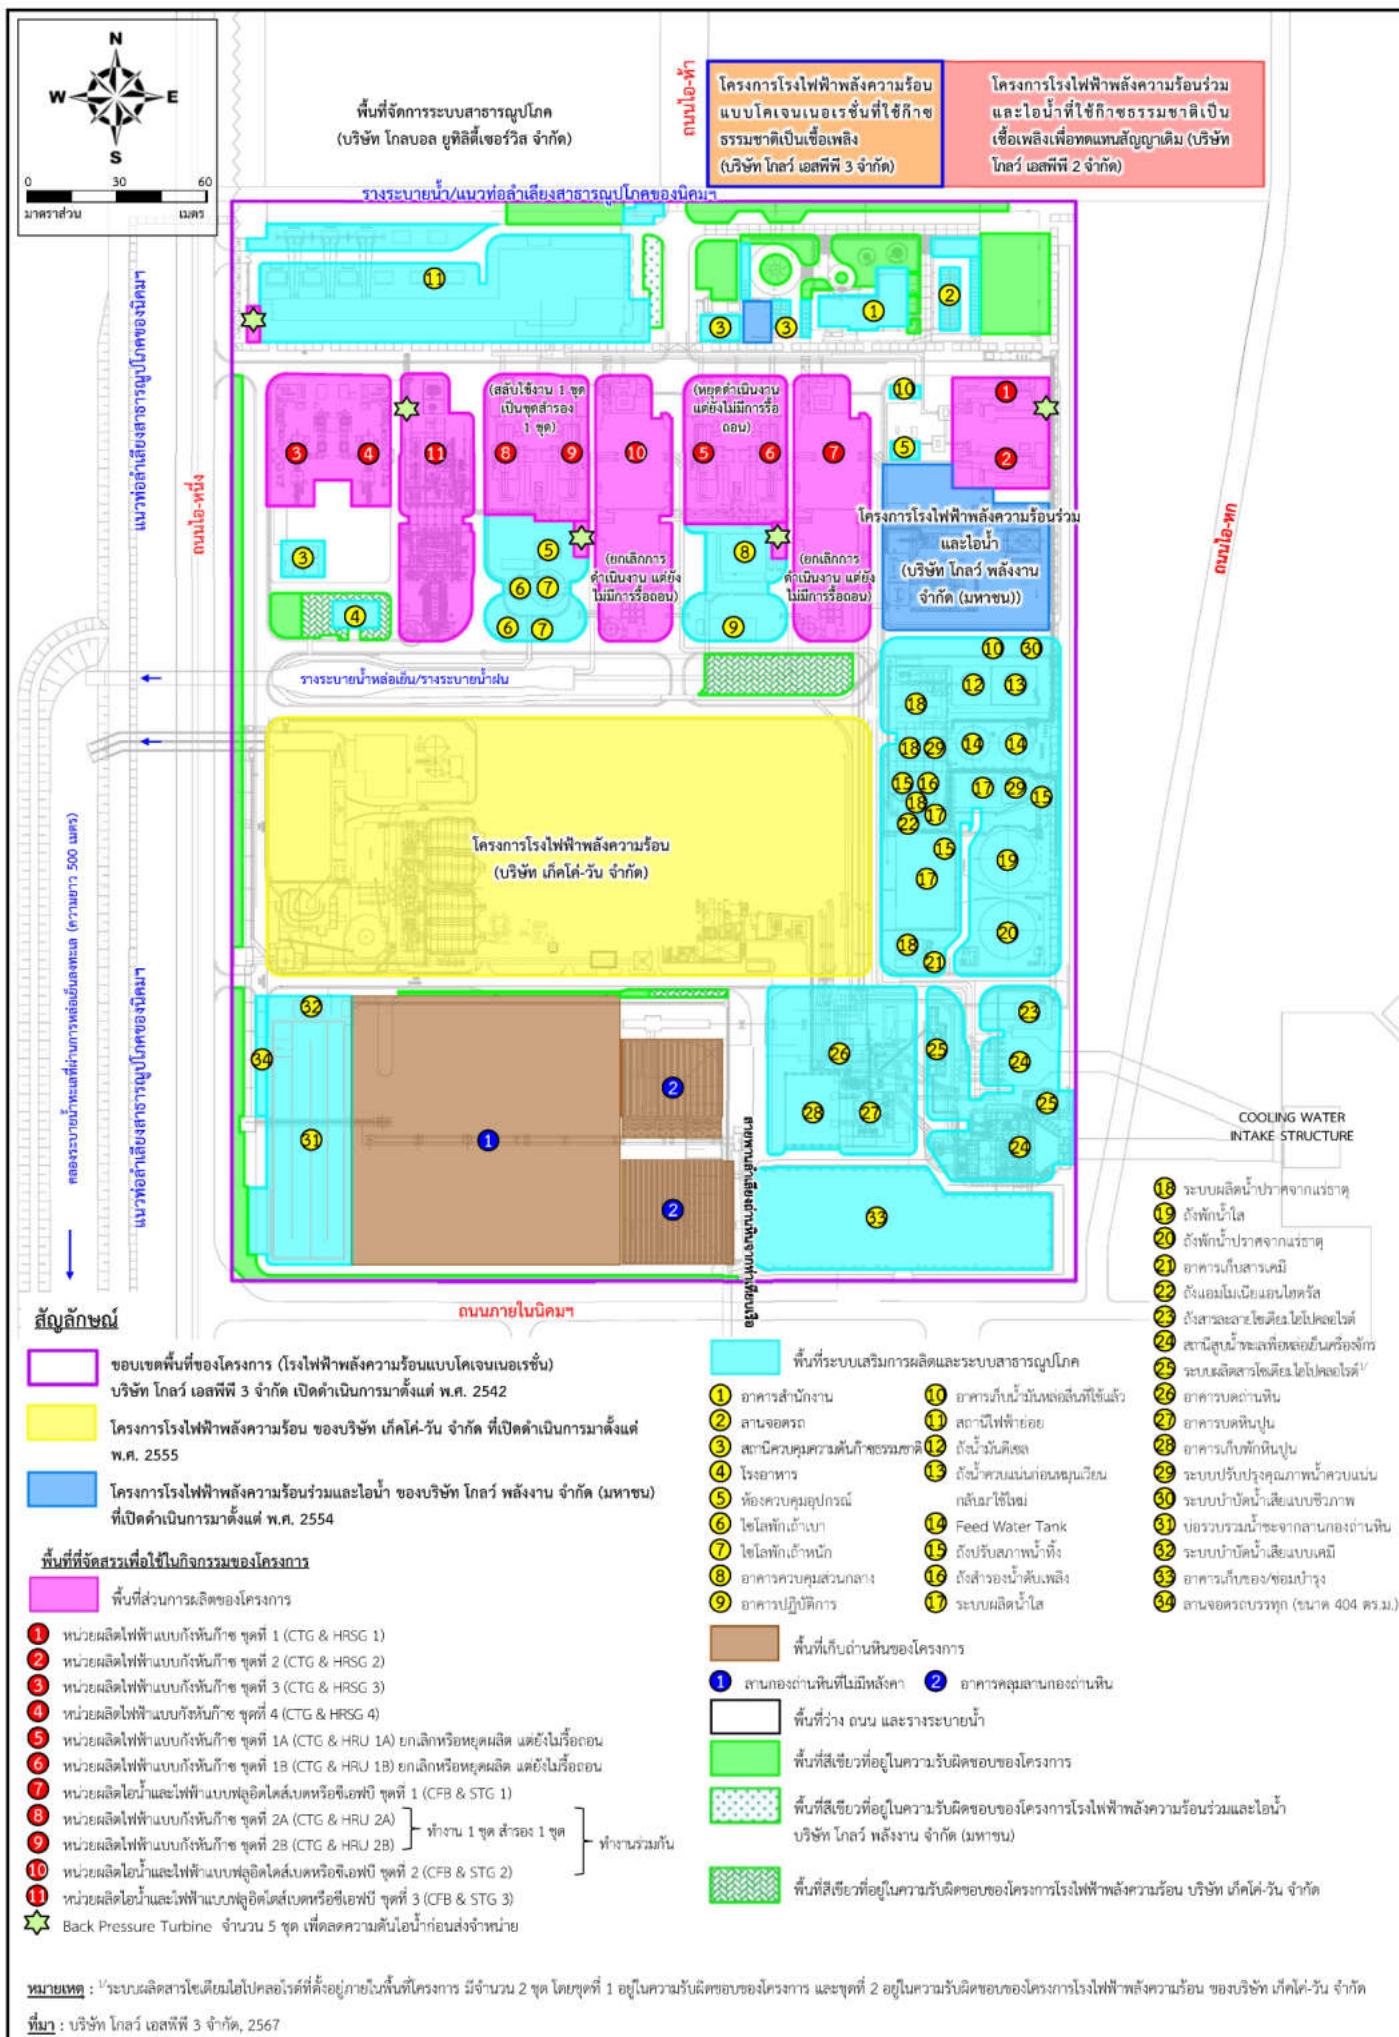 N
W
E
S
0 30 60
มาตราส่วน เมตร
พื้นที่จัดการระบบสาธารณูปโภค
(บริษัท โกลบอล ยูทิลิตี้เซอร์วิส จำกัด)
ถนนไอ-ห้า
โครงการโรงไฟฟ้าพลังความร้อน
แบบโคเจนเนอเรชั่นที่ใช้ก๊าซ
ธรรมชาติเป็นเชื้อเพลิง
(บริษัท โกลว์ เอสพีพี 3 จำกัด)
โครงการโรงไฟฟ้าพลังความร้อนร่วม
และไอน้ำที่ใช้ก๊าซธรรมชาติเป็น
เชื้อเพลิงเพื่อทดแทนสัญญาเดิม (บริษัท
โกลว์ เอสพีพี 2 จำกัด)
รางระบายน้ำ/แนวท่อลำเลียงสาธารณูปโภคของนิคมฯ
แนวท่อลำเลียงสาธารณูปโภคของนิคมฯ
ถนนไอ-หนึ่ง
ถนนไอ-หก
11
3
3
1
2
(สลับใช้งาน 1 ชุด
เป็นชุดสำรอง
1 ชุด)
(หยุดดำเนินงาน
แต่ยังไม่มีการรื้อ
ถอน)
10
1
3 4 11 8 9 10 5 6 7 5 2
โครงการโรงไฟฟ้าพลังความร้อนร่วม
และไอน้ำ
(บริษัท โกลว์ พลังงาน
จำกัด (มหาชน))
3
5
8
(ยกเลิกการ
ดำเนินงาน แต่ยัง
ไม่มีการรื้อถอน)
(ยกเลิกการ
ดำเนินงาน แต่ยัง
ไม่มีการรื้อถอน)
6 7
4
6 7
9
10 30
รางระบายน้ำหล่อเย็น/รางระบายน้ำฝน
12 13
18
18 29 14 14
15 16 17 29 15
18 17
22
15
19
17
18 21 20
โครงการโรงไฟฟ้าพลังความร้อน
(บริษัท เก็คโค่-วัน จำกัด)
คลองระบายน้ำทะเลที่ผ่านการหล่อเย็นลงทะเล (ความยาว 500 เมตร)
แนวท่อลำเลียงสาธารณูปโภคของนิคมฯ
32
34
31
1
2
2
26
28 27
25
23
24
25
24
33
สายพานลำเลียงถ่านหินจากท่าเทียบเรือ
COOLING WATER
INTAKE STRUCTURE
ถนนภายในนิคมฯ
สัญลักษณ์
ขอบเขตพื้นที่ของโครงการ (โรงไฟฟ้าพลังความร้อนแบบโคเจนเนอเรชั่น)
บริษัท โกลว์ เอสพีพี 3 จำกัด เปิดดำเนินการมาตั้งแต่ พ.ศ. 2542
โครงการโรงไฟฟ้าพลังความร้อน ของบริษัท เก็คโค่-วัน จำกัด ที่เปิดดำเนินการมาตั้งแต่
พ.ศ. 2555
โครงการโรงไฟฟ้าพลังความร้อนร่วมและไอน้ำ ของบริษัท โกลว์ พลังงาน จำกัด (มหาชน)
ที่เปิดดำเนินการมาตั้งแต่ พ.ศ. 2554
พื้นที่ที่จัดสรรเพื่อใช้ในกิจกรรมของโครงการ
พื้นที่ส่วนการผลิตของโครงการ
1 หน่วยผลิตไฟฟ้าแบบกังหันก๊าซ ชุดที่ 1 (CTG & HRSG 1)
2 หน่วยผลิตไฟฟ้าแบบกังหันก๊าซ ชุดที่ 2 (CTG & HRSG 2)
3 หน่วยผลิตไฟฟ้าแบบกังหันก๊าซ ชุดที่ 3 (CTG & HRSG 3)
4 หน่วยผลิตไฟฟ้าแบบกังหันก๊าซ ชุดที่ 4 (CTG & HRSG 4)
5 หน่วยผลิตไฟฟ้าแบบกังหันก๊าซ ชุดที่ 1A (CTG & HRU 1A) ยกเลิกหรือหยุดผลิต แต่ยังไม่รื้อถอน
6 หน่วยผลิตไฟฟ้าแบบกังหันก๊าซ ชุดที่ 1B (CTG & HRU 1B) ยกเลิกหรือหยุดผลิต แต่ยังไม่รื้อถอน
7 หน่วยผลิตไอน้ำและไฟฟ้าแบบฟลูอิดไดส์เบดหรือซีเอฟบี ชุดที่ 1 (CFB & STG 1)
8 หน่วยผลิตไฟฟ้าแบบกังหันก๊าซ ชุดที่ 2A (CTG & HRU 2A)
9 หน่วยผลิตไฟฟ้าแบบกังหันก๊าซ ชุดที่ 2B (CTG & HRU 2B)
ทำงาน 1 ชุด สำรอง 1 ชุด
ทำงานร่วมกัน
10 หน่วยผลิตไอน้ำและไฟฟ้าแบบฟลูอิดไดส์เบดหรือซีเอฟบี ชุดที่ 2 (CFB & STG 2)
11 หน่วยผลิตไอน้ำและไฟฟ้าแบบฟลูอิดไดส์เบดหรือซีเอฟบี ชุดที่ 3 (CFB & STG 3)
Back Pressure Turbine จำนวน 5 ชุด เพื่อลดความดันไอน้ำก่อนส่งจำหน่าย
พื้นที่ระบบเสริมการผลิตและระบบสาธารณูปโภค
1 อาคารสำนักงาน
2 ลานจอดรถ
3 สถานีควบคุมความดันก๊าซธรรมชาติ
4 โรงอาหาร
5 ห้องควบคุมอุปกรณ์
6 ไซโลพักเถ้าเบา
7 ไซโลพักเถ้าหนัก
8 อาคารควบคุมส่วนกลาง
9 อาคารปฏิบัติการ
10 อาคารเก็บน้ำมันหล่อลื่นที่ใช้แล้ว
11 สถานีไฟฟ้าย่อย
12 ถังน้ำมันดีเซล
13 ถังน้ำควบแน่นก่อนหมุนเวียน
กลับมาใช้ใหม่
14 Feed Water Tank
15 ถังปรับสภาพน้ำทิ้ง
16 ถังสำรองน้ำดับเพลิง
17 ระบบผลิตน้ำใส
18 ระบบผลิตน้ำปราศจากแร่ธาตุ
19 ถังพักน้ำใส
20 ถังพักน้ำปราศจากแร่ธาตุ
21 อาคารเก็บสารเคมี
22 ถังแอมโมเนียแอนไฮดรัส
23 ถังสารละลายโซเดียมไฮโปคลอไรด์
24 สถานีสูบน้ำทะเลเพื่อหล่อเย็นเครื่องจักร
25 ระบบผลิตสารโซเดียมไฮโปคลอไรด์1/
26 อาคารบดถ่านหิน
27 อาคารบดหินปูน
28 อาคารเก็บพักหินปูน
29 ระบบปรับปรุงคุณภาพน้ำควบแน่น
30 ระบบบำบัดน้ำเสียแบบชีวภาพ
31 บ่อรวบรวมน้ำชะจากลานกองถ่านหิน
32 ระบบบำบัดน้ำเสียแบบเคมี
33 อาคารเก็บของ/ซ่อมบำรุง
34 ลานจอดรถบรรทุก (ขนาด 404 ตร.ม.)
พื้นที่เก็บถ่านหินของโครงการ
1 ลานกองถ่านหินที่ไม่มีหลังคา 2 อาคารคลุมลานกองถ่านหิน
พื้นที่ว่าง ถนน และรางระบายน้ำ
พื้นที่สีเขียวที่อยู่ในความรับผิดชอบของโครงการ
พื้นที่สีเขียวที่อยู่ในความรับผิดชอบของโครงการโรงไฟฟ้าพลังความร้อนร่วมและไอน้ำ
บริษัท โกลว์ พลังงาน จำกัด (มหาชน)
พื้นที่สีเขียวที่อยู่ในความรับผิดชอบของโครงการโรงไฟฟ้าพลังความร้อน บริษัท เก็คโค่-วัน จำกัด
หมายเหตุ : 1/ระบบผลิตสารโซเดียมไฮโปคลอไรด์ที่ตั้งอยู่ภายในพื้นที่โครงการ มีจำนวน 2 ชุด โดยชุดที่ 1 อยู่ในความรับผิดชอบของโครงการ และชุดที่ 2 อยู่ในความรับผิดชอบของโครงการโรงไฟฟ้าพลังความร้อน ของบริษัท เก็คโค่-วัน จำกัด
ที่มา : บริษัท โกลว์ เอสพีพี 3 จำกัด, 2567